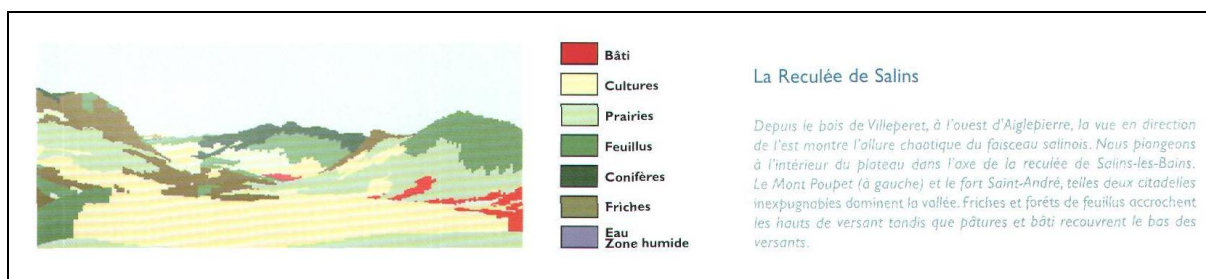 Bâti
Cultures
Prairies
Feuillus
Conifères
Friches
Eau
Zone humide
La Reculée de Salins
Depuis le bois de Villeperet, à l'ouest d'Aiglepierre, la vue en direction
de l'est montre l'allure chaotique du faisceau salinois. Nous plongeons
à l'intérieur du plateau dans l'axe de la reculée de Salins-les-Bains.
Le Mont Poupet (à gauche) et le fort Saint-André, telles deux citadelles
inexpugnables dominent la vallée. Friches et forêts de feuillus accrochent
les hauts de versant tandis que pâtures et bâti recouvrent le bas des
versants.